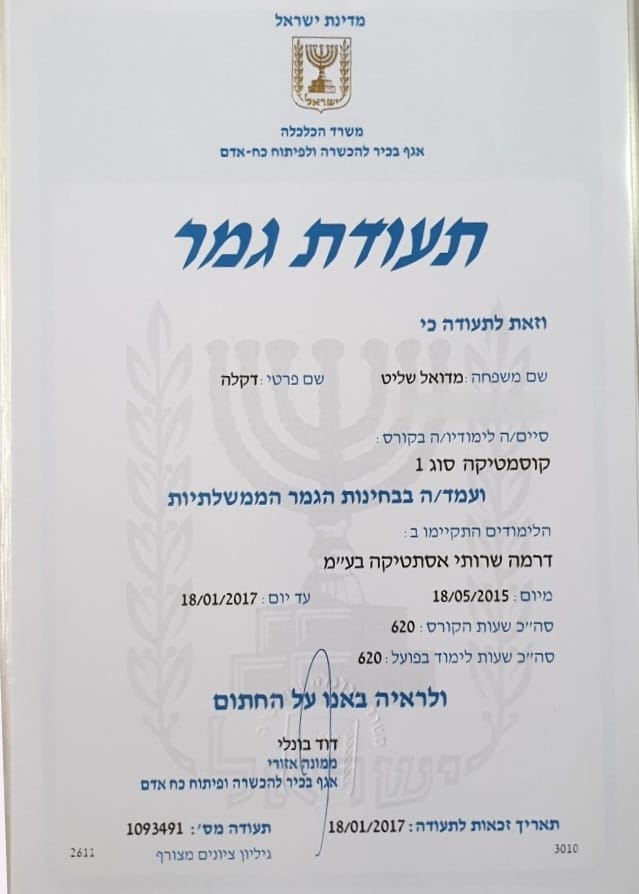 מדינת ישראל
ישראל
משרד הכלכלה
אגף בכיר להכשרה ולפיתוח כח-אדם
תעודת גמר
וזאת לתעודה כי
שם משפחה: מדואל שליט שם פרטי: דקלה
סיים/ה לימודיו/ה בקורס:
קוסמטיקה סוג 1
ועמד/ה בבחינות הגמר הממשלתיות
הלימודים התקיימו ב:
דרמה שרותי אסתטיקה בע"מ
מיום: 18/05/2015 עד יום: 18/01/2017
סה"כ שעות הקורס: 620
סה"כ שעות לימוד בפועל: 620
ולראיה באנו על החתום
דוד בונלי
ממונה אזורי
אגף בכיר להכשרה ופיתוח כח אדם
ישראל
תאריך זכאות לתעודה: 18/01/2017 תעודה מס': 1093491
גיליון ציונים מצורף
3010 2611